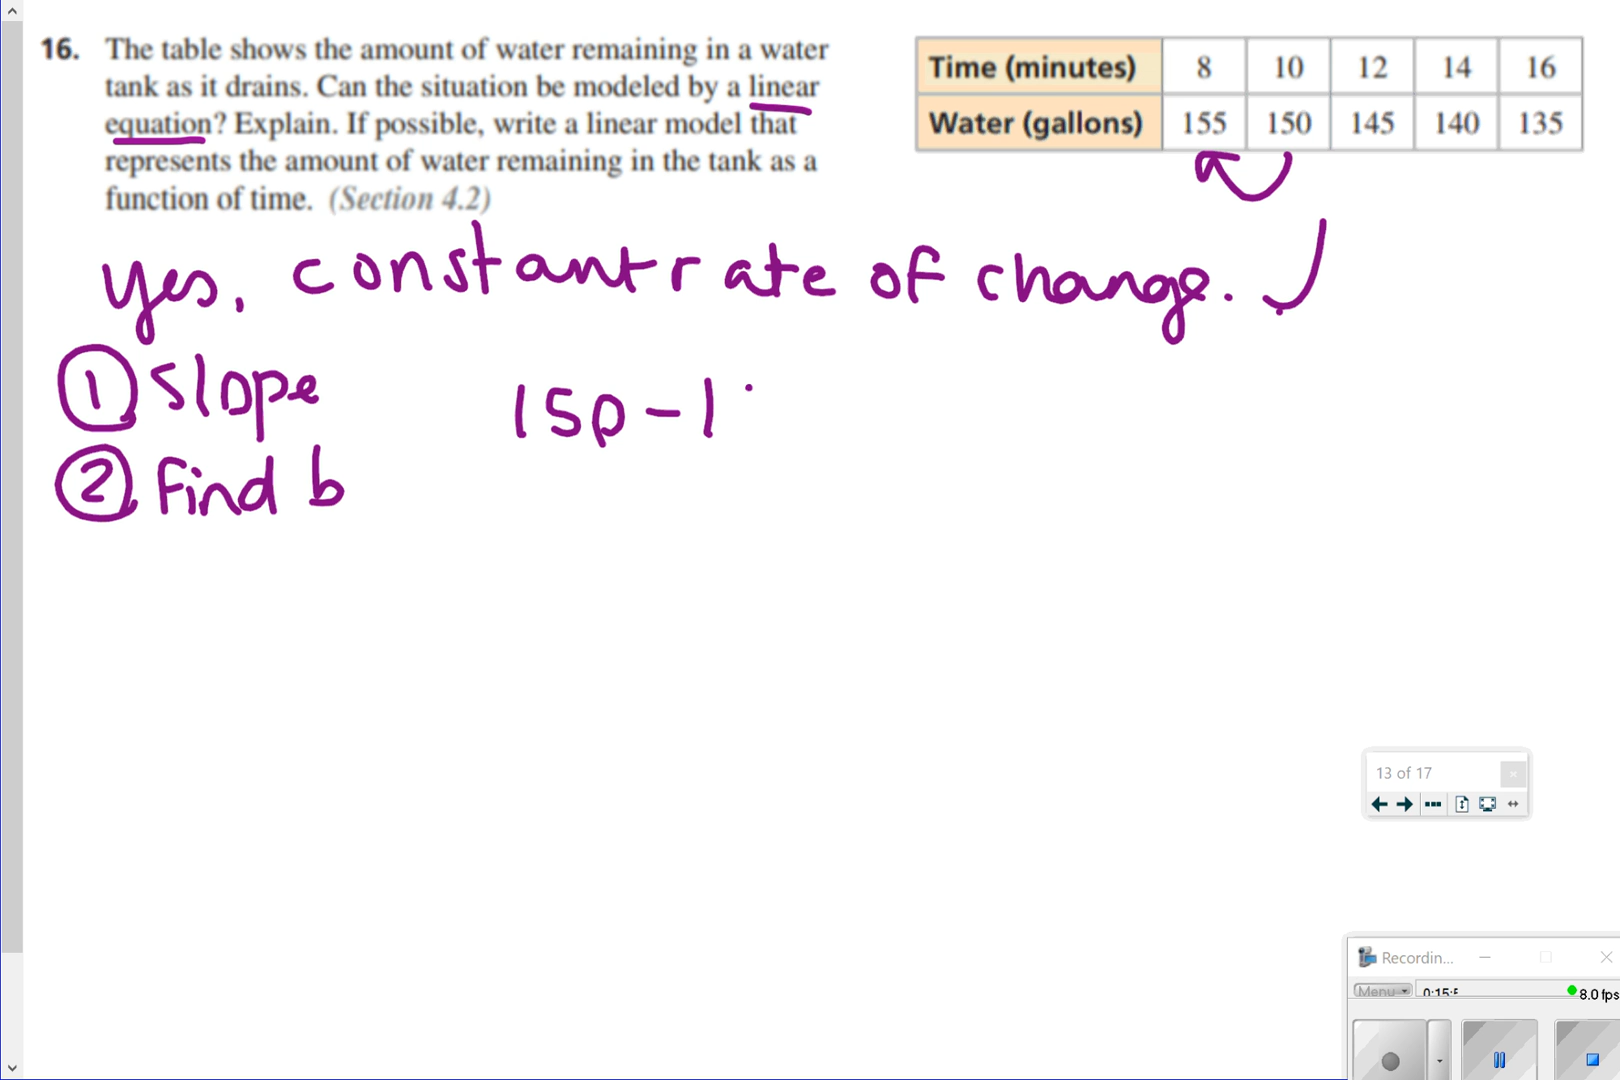 16. The table shows the amount of water remaining in a water
tank as it drains. Can the situation be modeled by a linear
equation? Explain. If possible, write a linear model that
represents the amount of water remaining in the tank as a
function of time. (Section 4.2)
Time (minutes) 8 10 12 14 16
Water (gallons) 155 150 145 140 135
yes, constant rate of change.
① slope
150 - 1
② Find b
13 of 17
Recordin...
Menu
8.0 fps